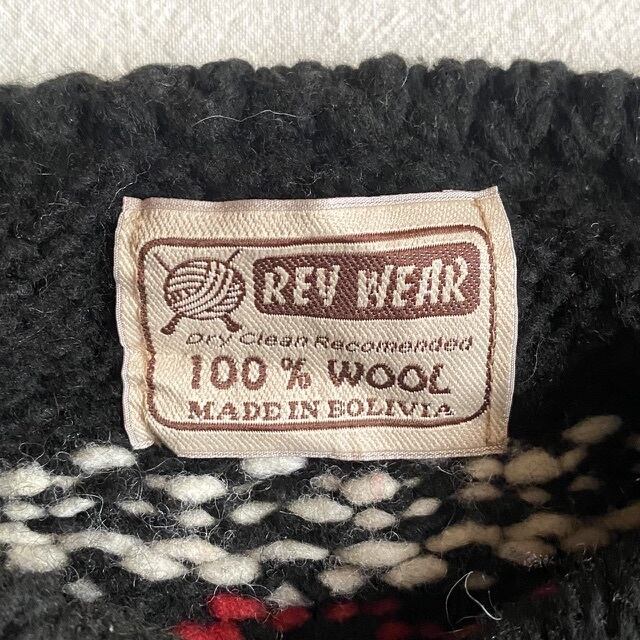 REV WEAR
Dry Clean Recomended
100 % WOOL
MADE IN BOLIVIA